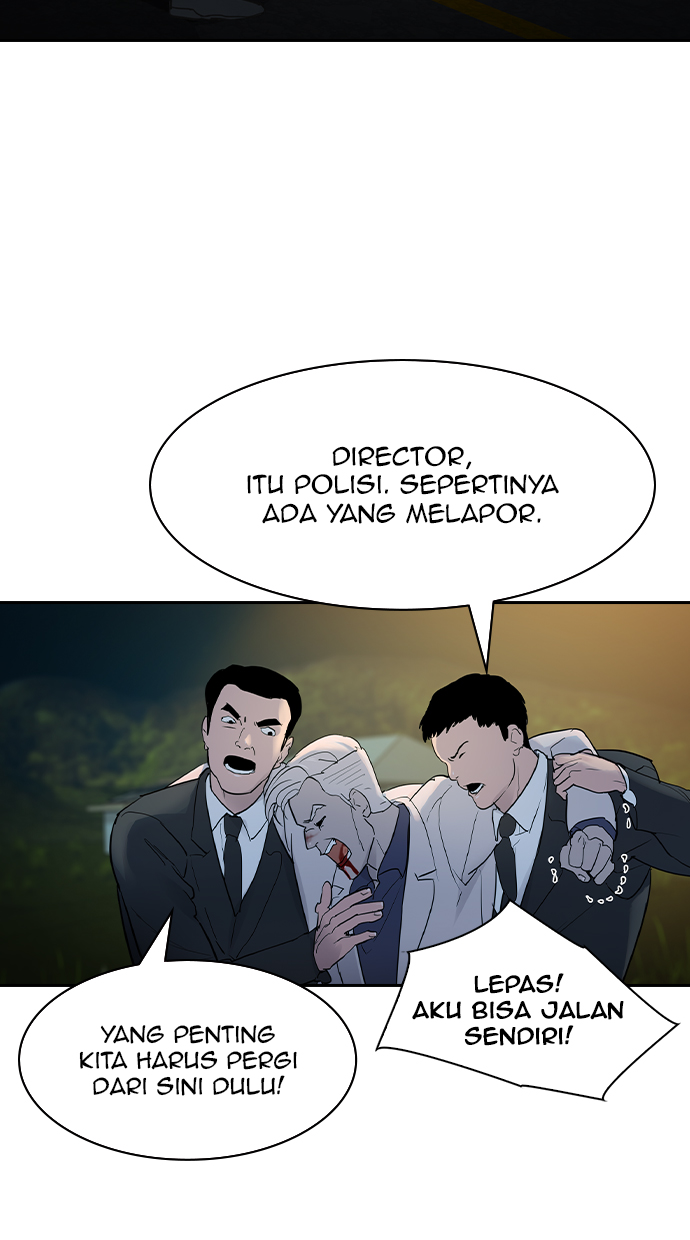 DIRECTOR,
ITU POLISI. SEPERTINYA
ADA YANG MELAPOR.
LEPAS!
AKU BISA JALAN
SENDIRI!
YANG PENTING
KITA HARUS PERGI
DARI SINI DULU!